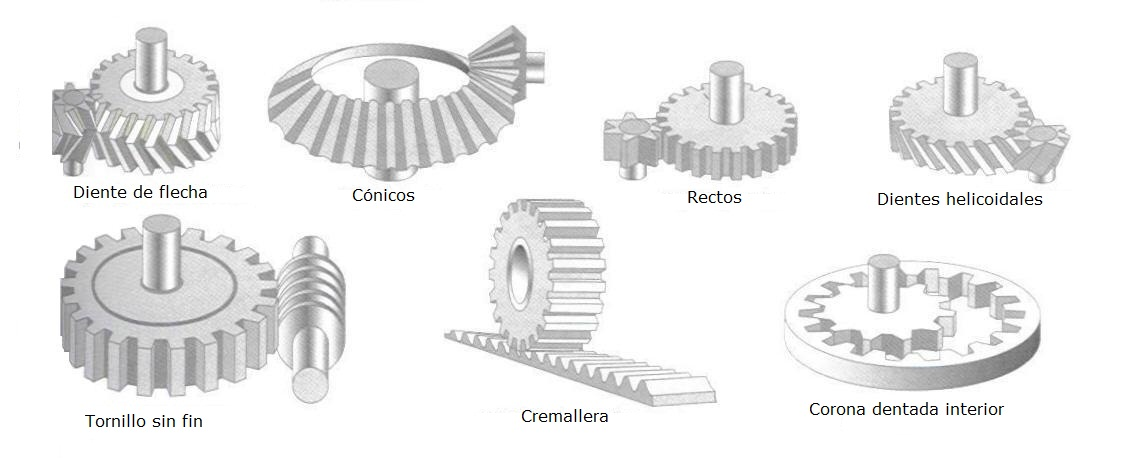 Diente de flecha
Cónicos
Rectos
Dientes helicoidales
Tornillo sin fin
Cremallera
Corona dentada interior